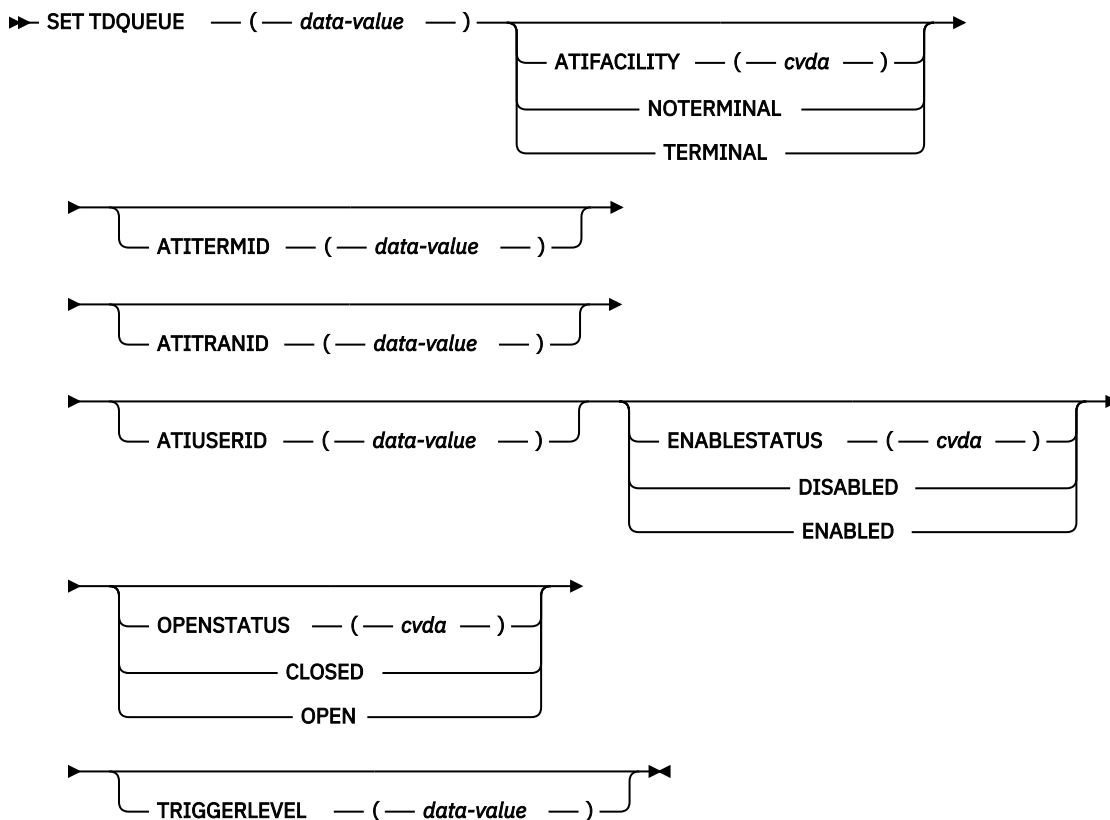 SET TDQUEUE ( data-value )
ATIFACILITY ( cvda )
NOTERMINAL
TERMINAL
ATITERMID ( data-value )
ATITRANID ( data-value )
ATIUSERID ( data-value )
ENABLESTATUS ( cvda )
DISABLED
ENABLED
OPENSTATUS ( cvda )
CLOSED
OPEN
TRIGGERLEVEL ( data-value )